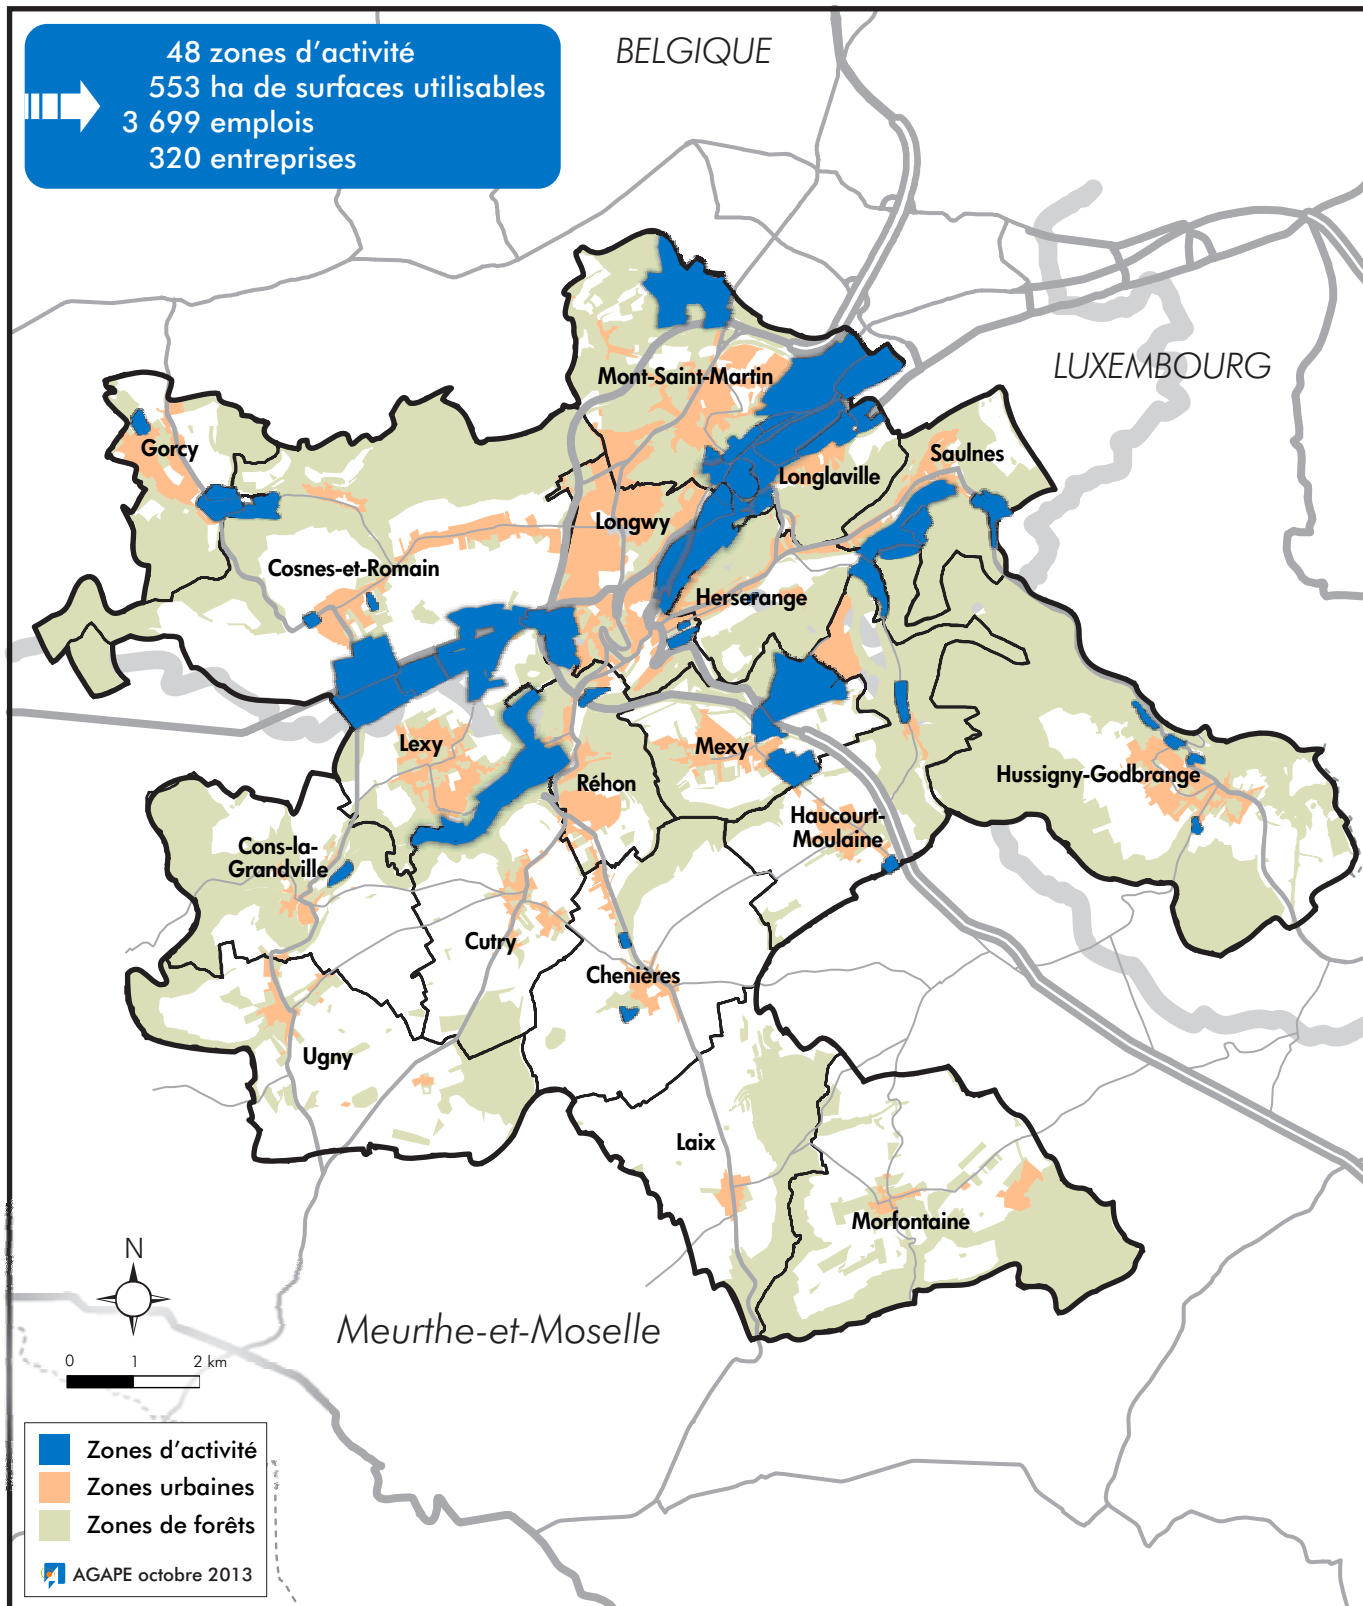 48 zones d'activité
553 ha de surfaces utilisables
3 699 emplois
320 entreprises
BELGIQUE
LUXEMBOURG
Mont-Saint-Martin
Gorcy
Saulnes
Longlaville
Longwy
Cosnes-et-Romain
Herserange
Lexy
Mexy
Réhon
Hussigny-Godbrange
Haucourt-
Moulaine
Cons-la-
Grandville
Cutry
Chenières
Ugny
Laix
Morfontaine
N
Meurthe-et-Moselle
0 1 2 km
Zones d'activité
Zones urbaines
Zones de forêts
AGAPE octobre 2013